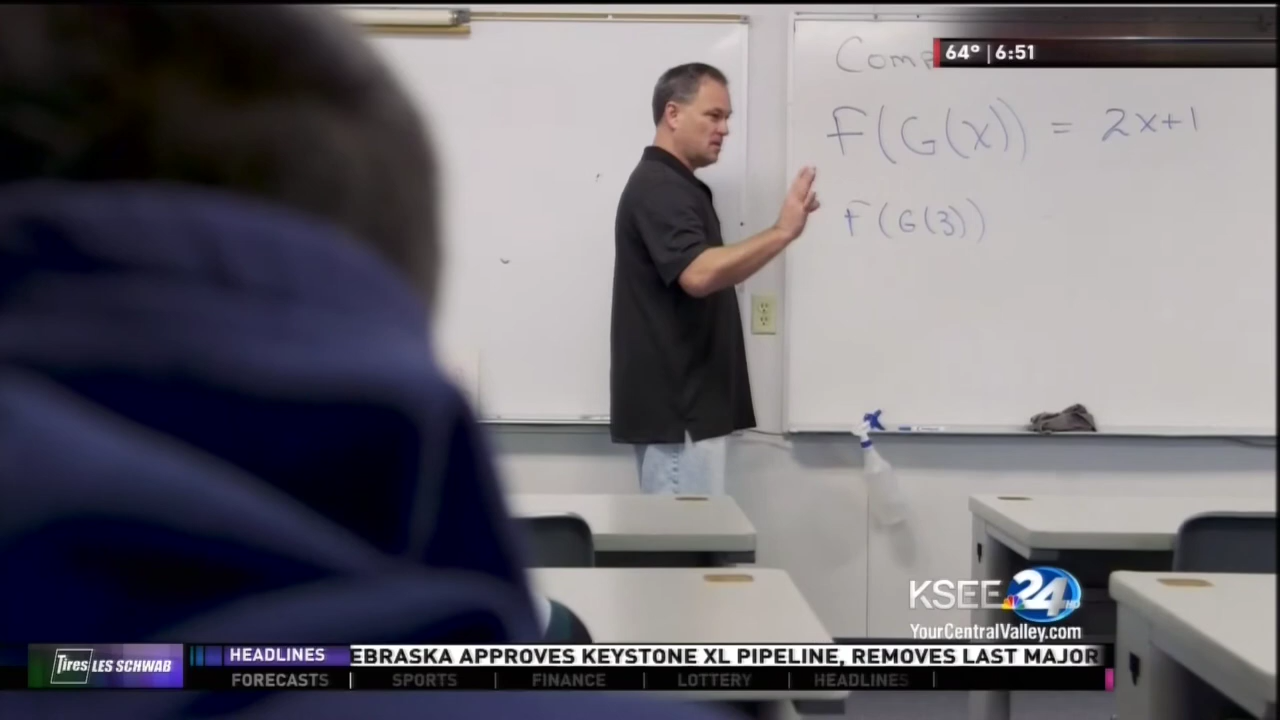 64° | 6:51
Comp
F(G(x)) = 2x+1
F(G(3))
KSEE 24 HD
YourCentralValley.com
Tires LES SCHWAB
HEADLINES
EBRASKA APPROVES KEYSTONE XL PIPELINE, REMOVES LAST MAJOR
FORECASTS | SPORTS | FINANCE | LOTTERY | HEADLINES |